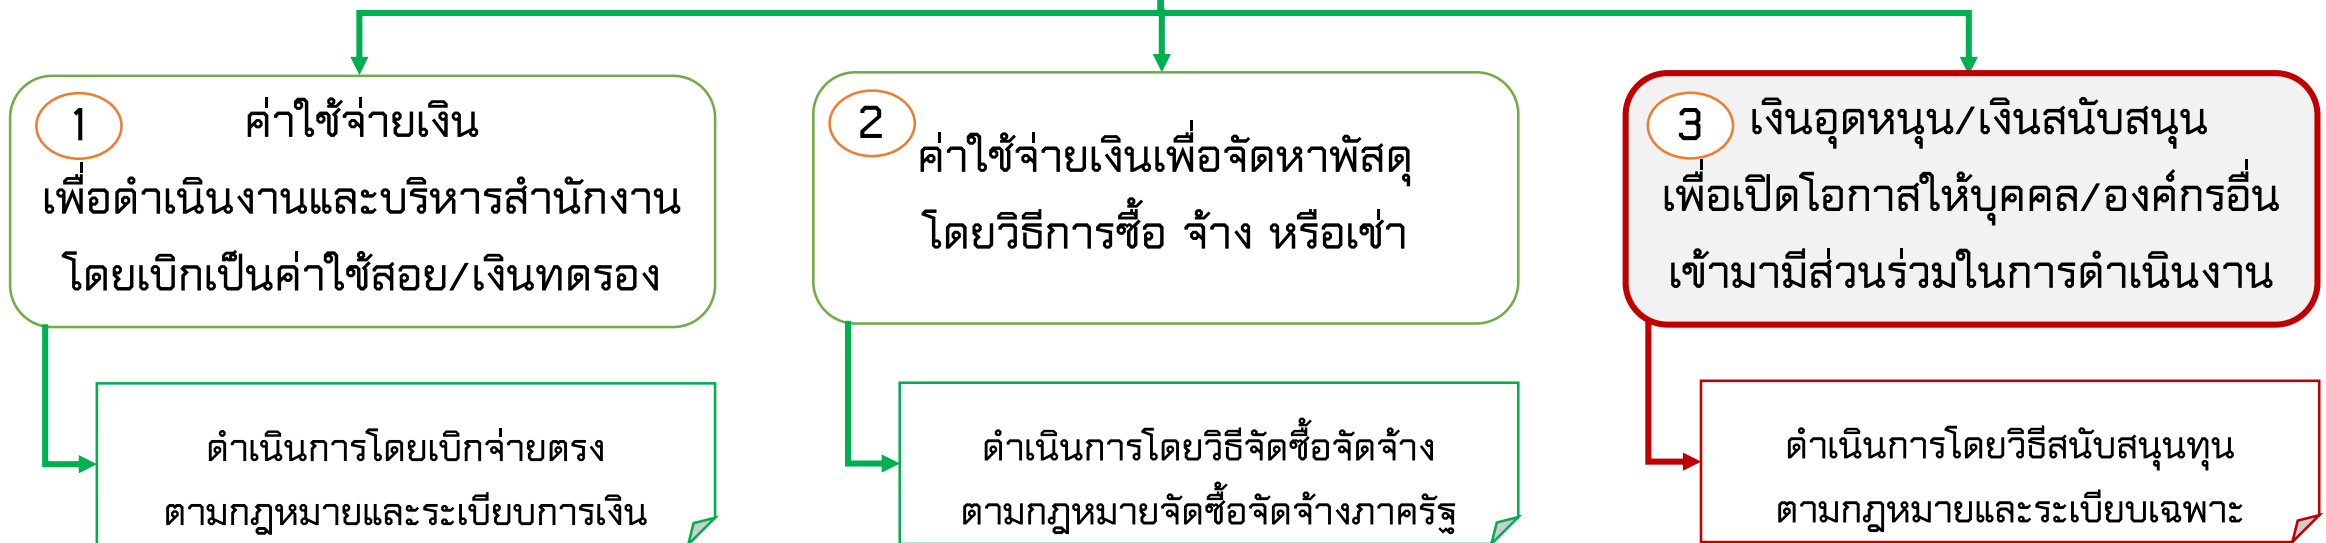 1
ค่าใช้จ่ายเงิน
เพื่อดำเนินงานและบริหารสำนักงาน
โดยเบิกเป็นค่าใช้สอย/เงินทดรอง
ดำเนินการโดยเบิกจ่ายตรง
ตามกฎหมายและระเบียบการเงิน
2
ค่าใช้จ่ายเงินเพื่อจัดหาพัสดุ
โดยวิธีการซื้อ จ้าง หรือเช่า
ดำเนินการโดยวิธีจัดซื้อจัดจ้าง
ตามกฎหมายจัดซื้อจัดจ้างภาครัฐ
3
เงินอุดหนุน/เงินสนับสนุน
เพื่อเปิดโอกาสให้บุคคล/องค์กรอื่น
เข้ามามีส่วนร่วมในการดำเนินงาน
ดำเนินการโดยวิธีสนับสนุนทุน
ตามกฎหมายและระเบียบเฉพาะ